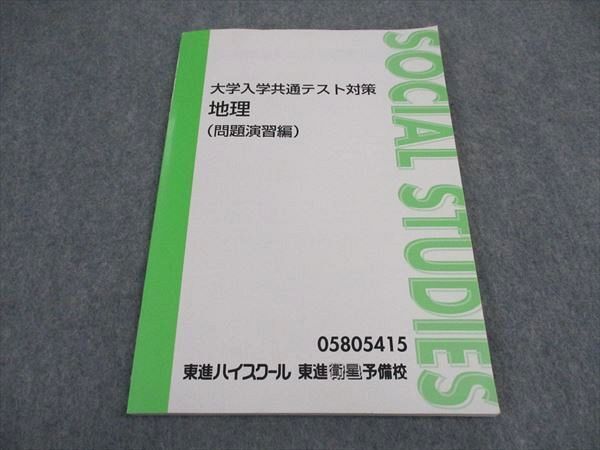 大学入学共通テスト対策
地理
(問題演習編)
SOCIAL STUDIES
05805415
東進ハイスクール 東進衛星予備校